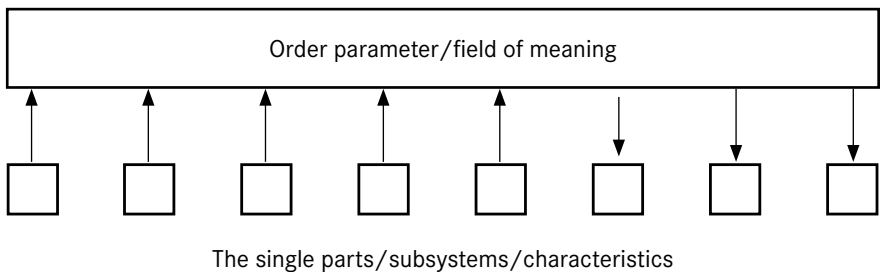 Order parameter/field of meaning
The single parts/subsystems/characteristics